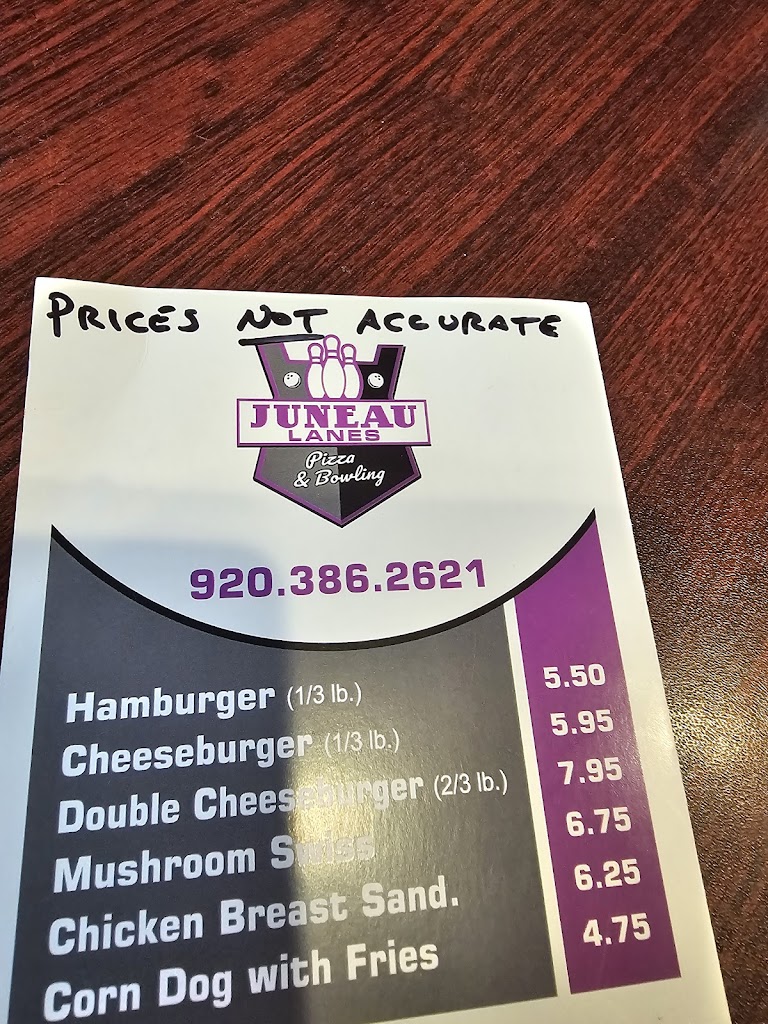 PRICES NOT ACCURATE
JUNEAU
LANES
Pizza
& Bowling
920.386.2621
Hamburger (1/3 lb.) 5.50
Cheeseburger (1/3 lb.) 5.95
Double Cheeseburger (2/3 lb.) 7.95
Mushroom Swiss 6.75
Chicken Breast Sand. 6.25
Corn Dog with Fries 4.75